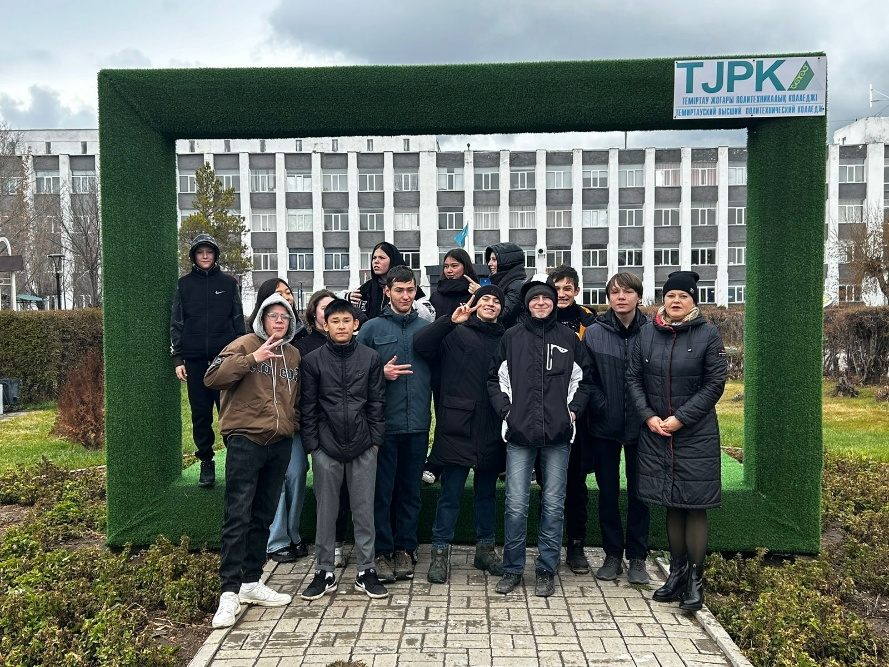 TJPK
ТЕМІРТАУ ЖОҒАРЫ ПОЛИТЕХНИКАЛЫҚ КОЛЛЕДЖІ
ТЕМИРТАУСКИЙ ВЫСШИЙ ПОЛИТЕХНИЧЕСКИЙ КОЛЛЕДЖ